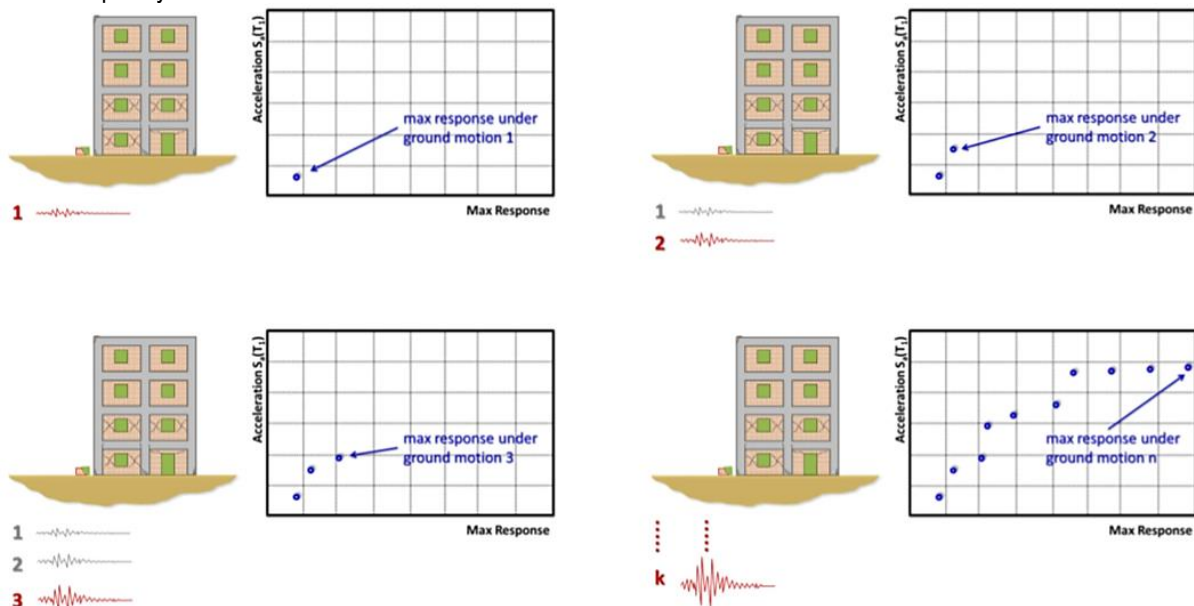 Acceleration Sa(T1)
max response under
ground motion 1
Max Response
1
Acceleration Sa(T1)
max response under
ground motion 2
Max Response
1
2
Acceleration Sa(T1)
max response under
ground motion 3
Max Response
1
2
3
Acceleration Sa(T1)
max response under
ground motion n
Max Response
k